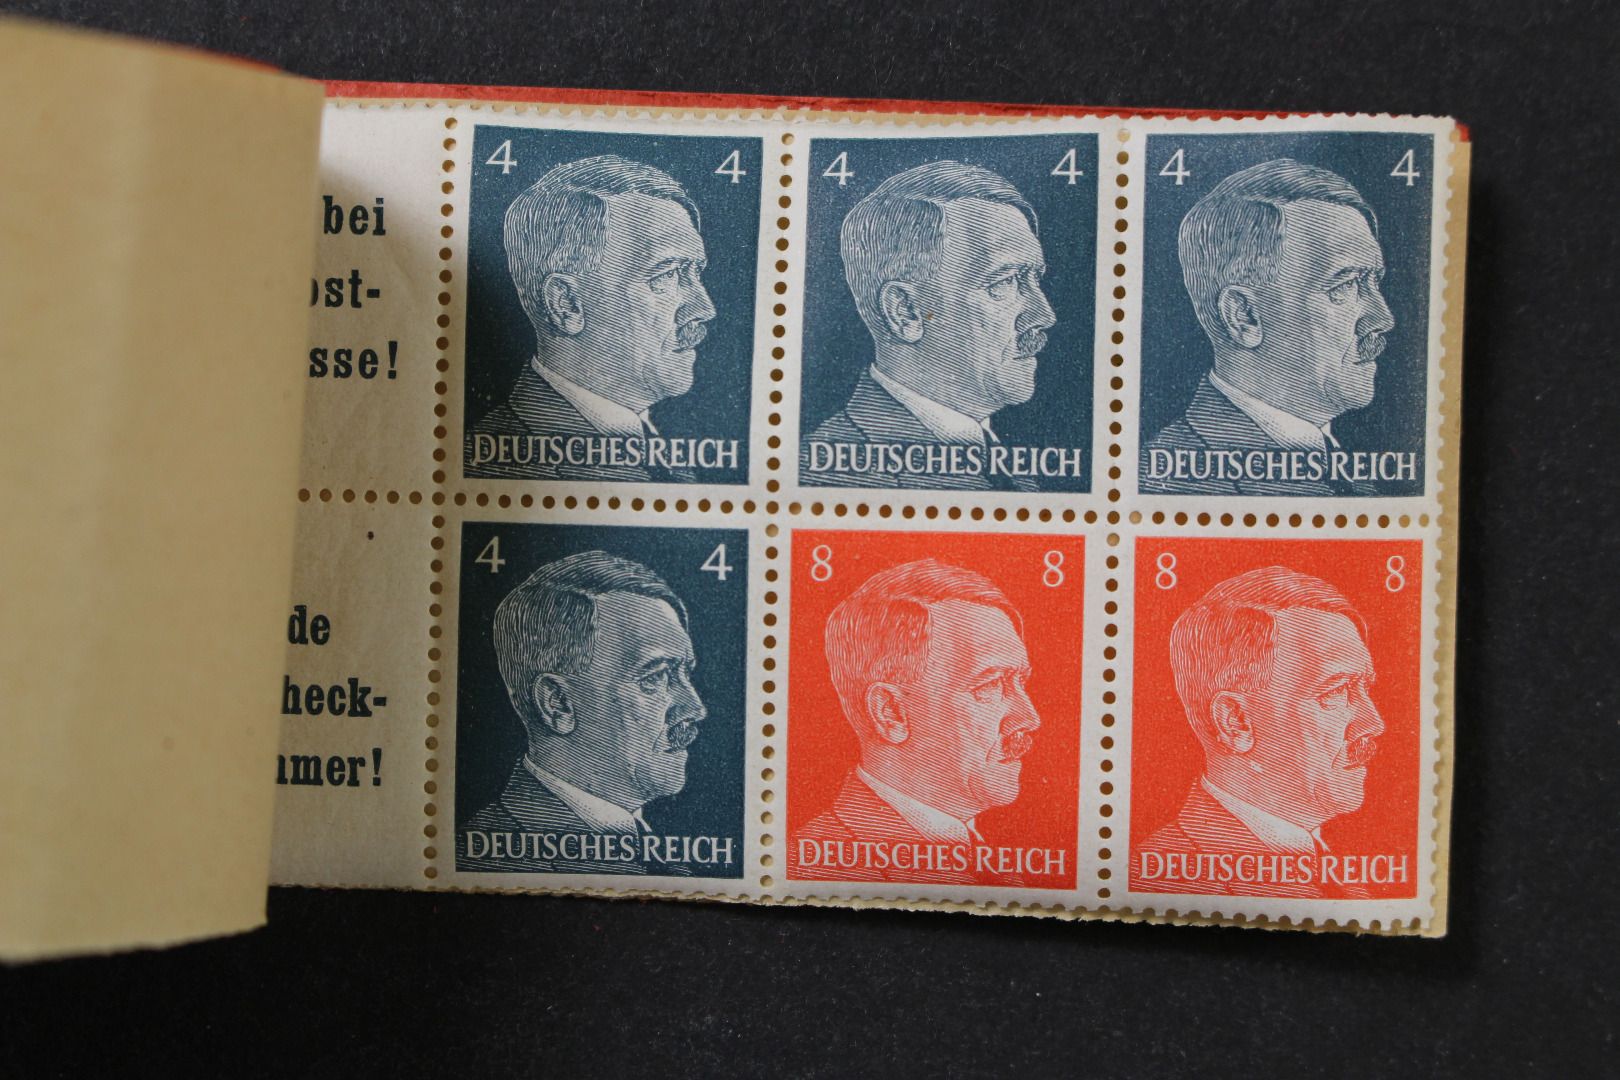 bei
ost-
sse!
4 4
DEUTSCHES REICH
4 4
DEUTSCHES REICH
4 4
DEUTSCHES REICH
de
heck-
mmer!
4 4
DEUTSCHES REICH
8 8
DEUTSCHES REICH
8 8
DEUTSCHES REICH